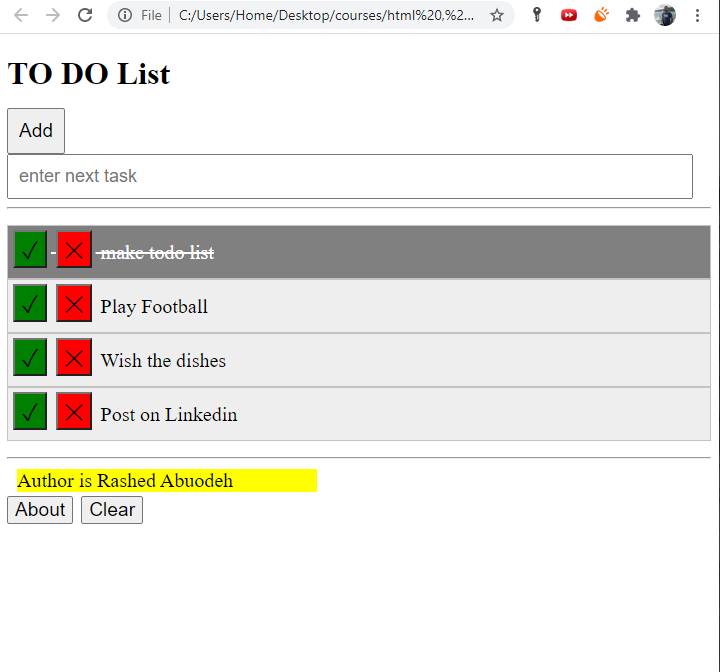 File C:/Users/Home/Desktop/courses/html%20,%2...
TO DO List
Add
enter next task
✓ ✕ make todo list
✓ ✕ Play Football
✓ ✕ Wish the dishes
✓ ✕ Post on Linkedin
Author is Rashed Abuodeh
About Clear